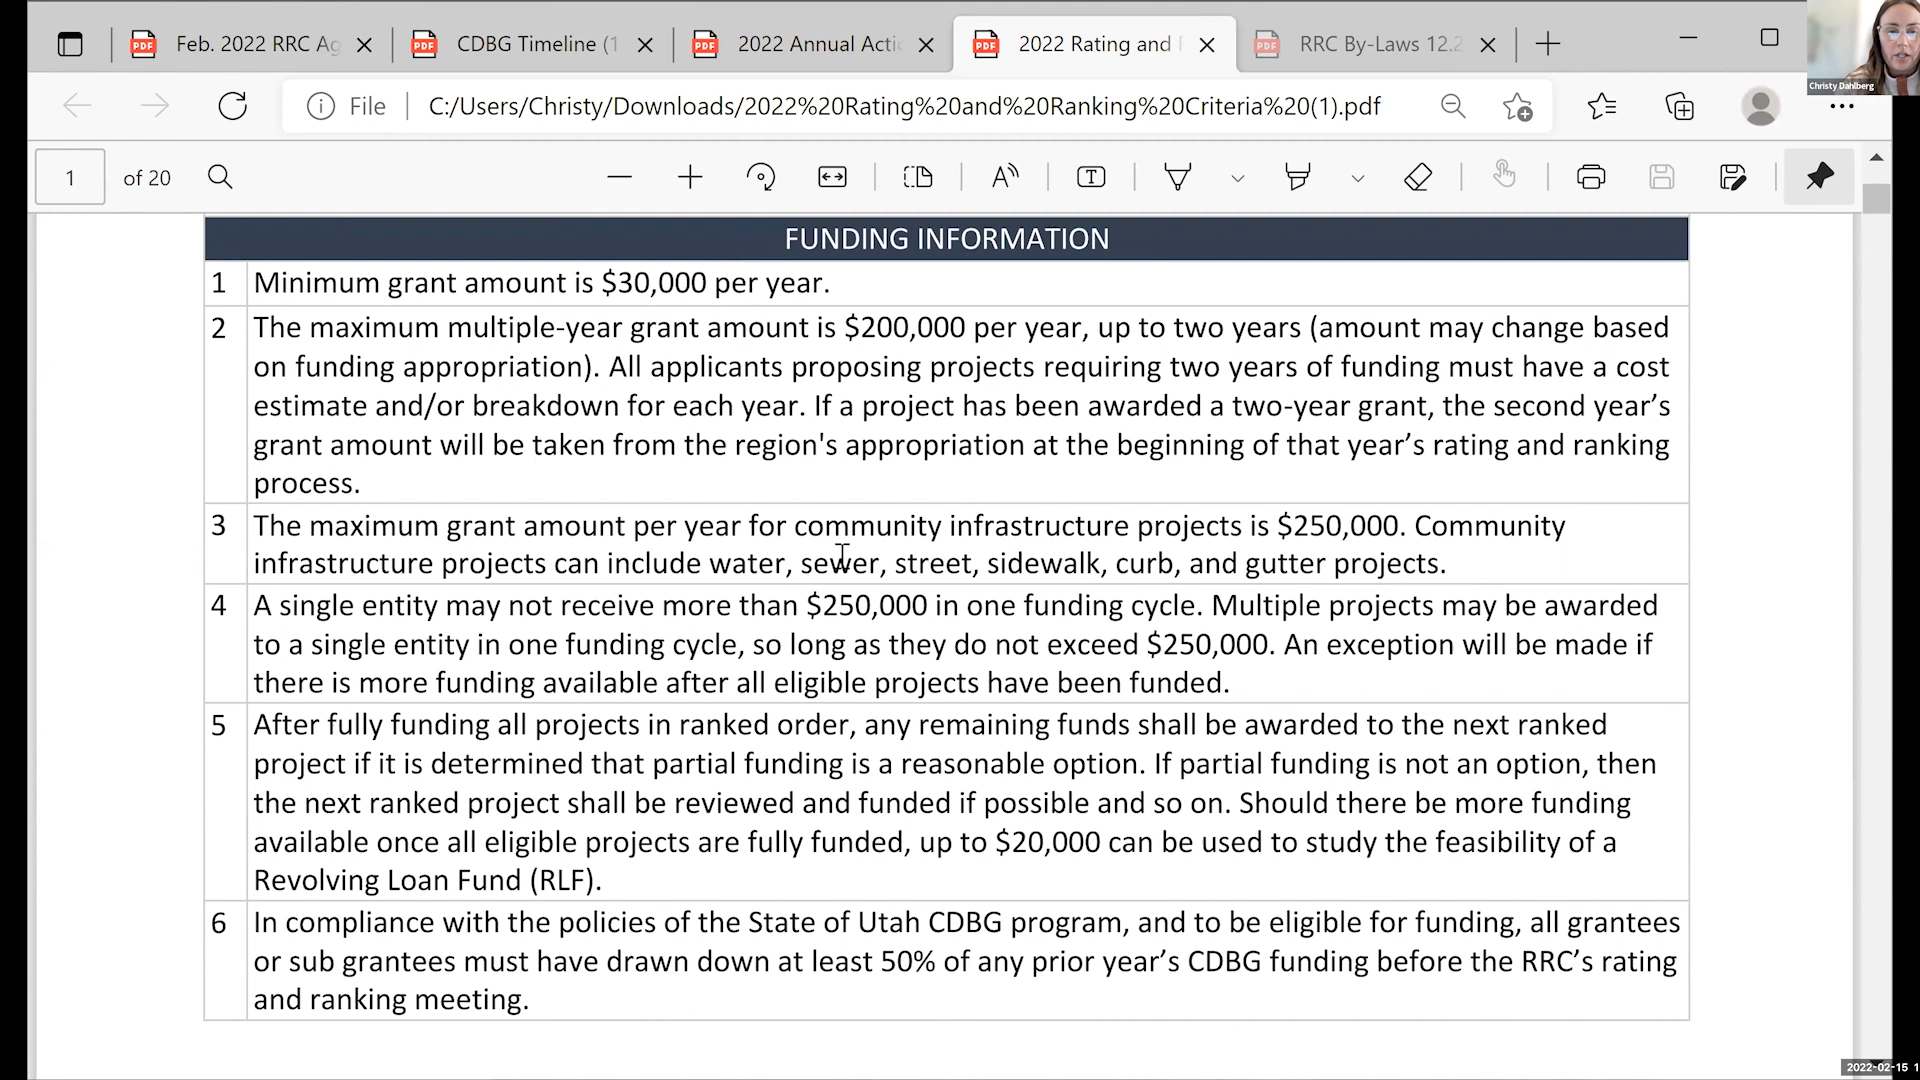 Feb. 2022 RRC Ag
CDBG Timeline (1
2022 Annual Acti
2022 Rating and
RRC By-Laws 12.2
Christy Dahlberg
File
C:/Users/Christy/Downloads/2022%20Rating%20and%20Ranking%20Criteria%20(1).pdf
1 of 20
FUNDING INFORMATION
1 Minimum grant amount is $30,000 per year.
2 The maximum multiple-year grant amount is $200,000 per year, up to two years (amount may change based
on funding appropriation). All applicants proposing projects requiring two years of funding must have a cost
estimate and/or breakdown for each year. If a project has been awarded a two-year grant, the second year’s
grant amount will be taken from the region's appropriation at the beginning of that year’s rating and ranking
process.
3 The maximum grant amount per year for community infrastructure projects is $250,000. Community
infrastructure projects can include water, sewer, street, sidewalk, curb, and gutter projects.
4 A single entity may not receive more than $250,000 in one funding cycle. Multiple projects may be awarded
to a single entity in one funding cycle, so long as they do not exceed $250,000. An exception will be made if
there is more funding available after all eligible projects have been funded.
5 After fully funding all projects in ranked order, any remaining funds shall be awarded to the next ranked
project if it is determined that partial funding is a reasonable option. If partial funding is not an option, then
the next ranked project shall be reviewed and funded if possible and so on. Should there be more funding
available once all eligible projects are fully funded, up to $20,000 can be used to study the feasibility of a
Revolving Loan Fund (RLF).
6 In compliance with the policies of the State of Utah CDBG program, and to be eligible for funding, all grantees
or sub grantees must have drawn down at least 50% of any prior year’s CDBG funding before the RRC’s rating
and ranking meeting.
2022-02-15 1